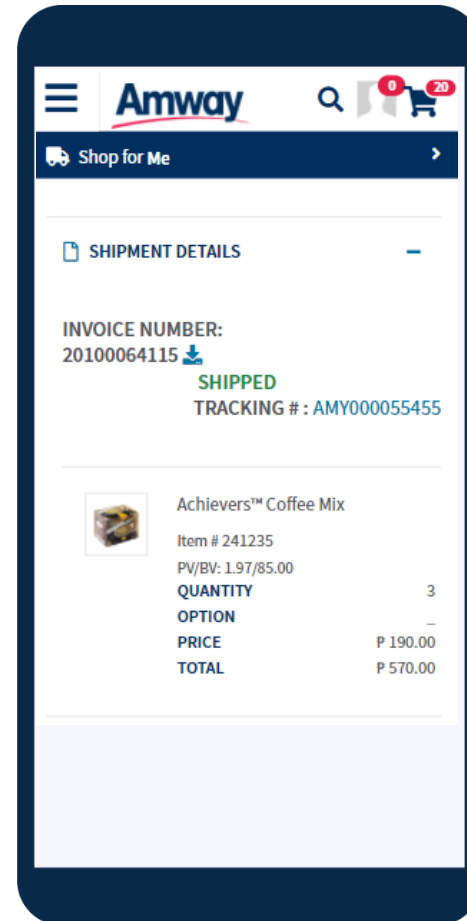 Amway
0
20
Shop for Me
SHIPMENT DETAILS
INVOICE NUMBER:
20100064115
SHIPPED
TRACKING # : AMY000055455
Achievers™ Coffee Mix
Item # 241235
PV/BV: 1.97/85.00
QUANTITY 3
OPTION _
PRICE ₱ 190.00
TOTAL ₱ 570.00